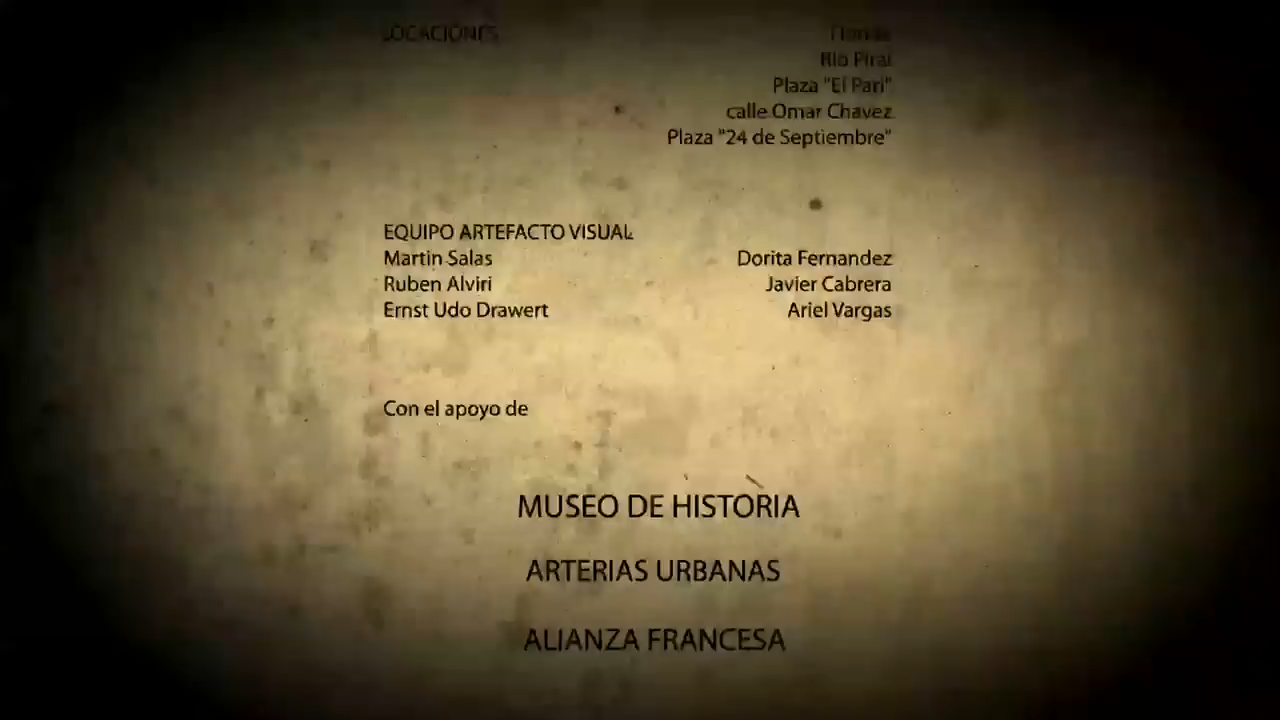 LOCACIONES
Rio Pirai
Plaza "El Pari"
calle Omar Chavez
Plaza "24 de Septiembre"
EQUIPO ARTEFACTO VISUAL
Martin Salas Dorita Fernandez
Ruben Alviri Javier Cabrera
Ernst Udo Drawert Ariel Vargas
Con el apoyo de
MUSEO DE HISTORIA
ARTERIAS URBANAS
ALIANZA FRANCESA